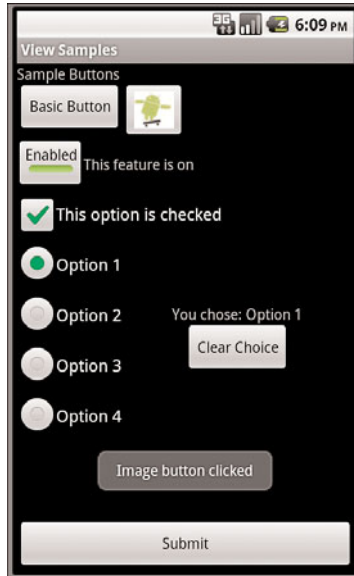 3G 6:09 PM
View Samples
Sample Buttons
Basic Button
Enabled This feature is on
This option is checked
Option 1
Option 2 You chose: Option 1
Clear Choice
Option 3
Option 4
Image button clicked
Submit